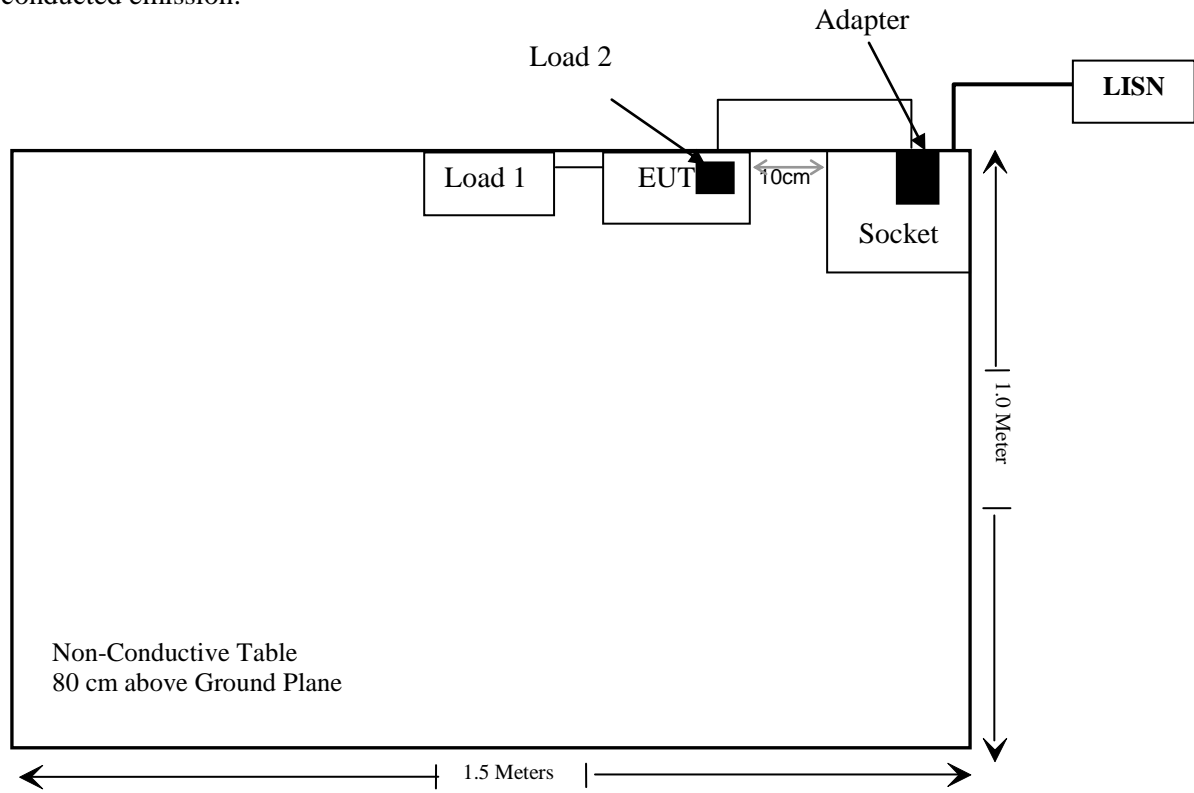 conducted emission.
Adapter
Load 2
LISN
Load 1
EUT
10cm
Socket
1.0 Meter
Non-Conductive Table
80 cm above Ground Plane
1.5 Meters